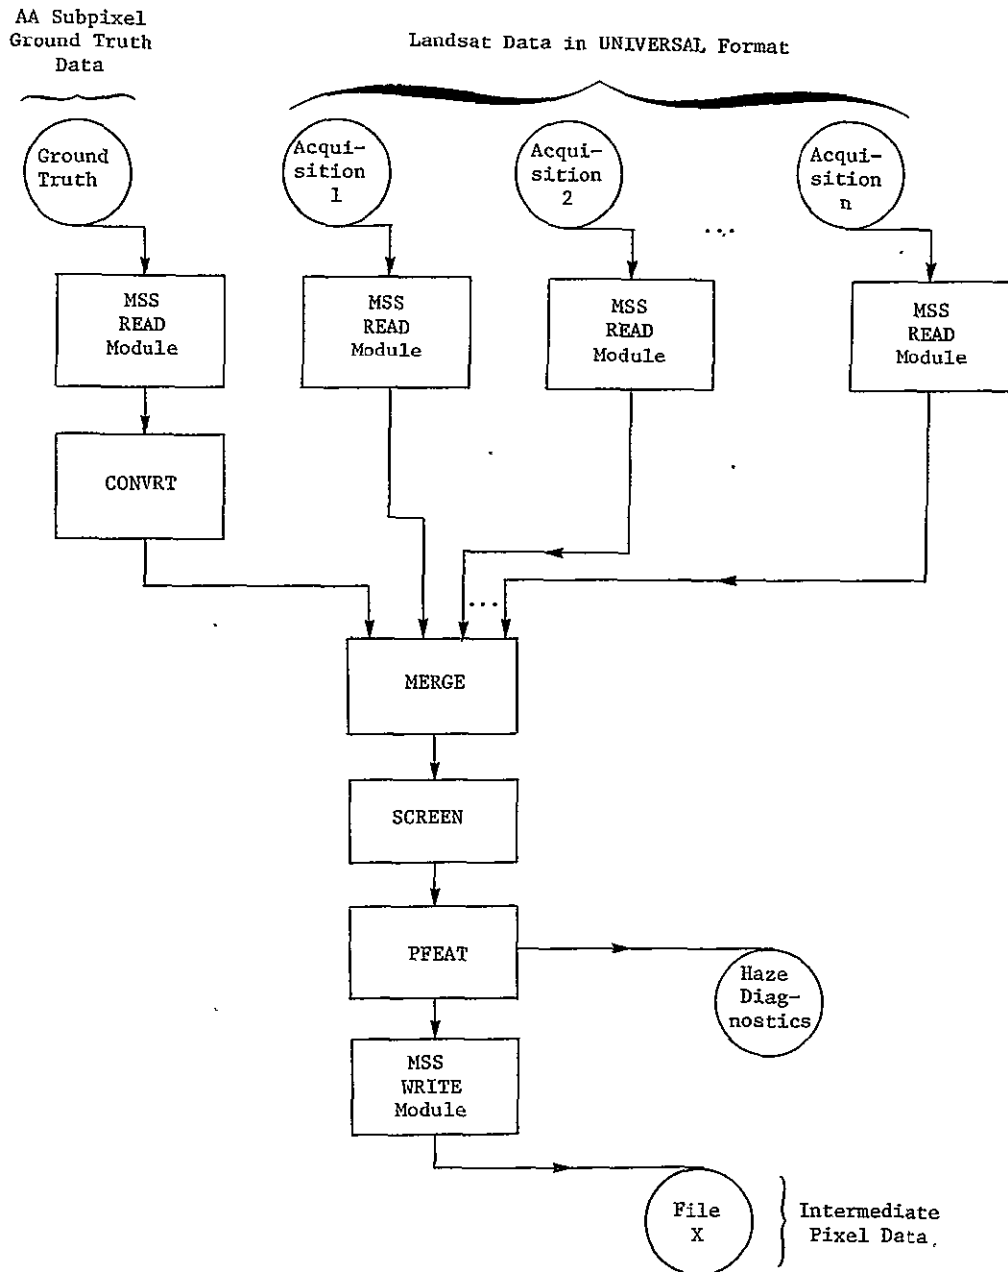 AA Subpixel
Ground Truth
Data
Landsat Data in UNIVERSAL Format
Ground
Truth
Acqui-
sition
1
Acqui-
sition
2
...
Acqui-
sition
n
MSS
READ
Module
MSS
READ
Module
MSS
READ
Module
MSS
READ
Module
CONVRT
...
MERGE
SCREEN
PFEAT
Haze
Diag-
nostics
MSS
WRITE
Module
File
X
Intermediate
Pixel Data.